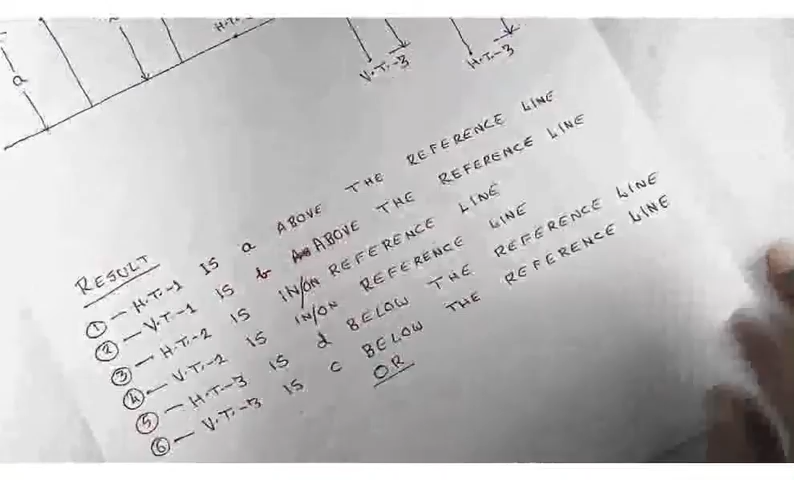 a
H.T.-
V.T.-3
H.T.-3
RESULT
① — H.T.-1 IS a ABOVE THE REFERENCE LINE
② — V.T.-1 IS b ABOVE THE REFERENCE LINE
③ — H.T.-2 IS IN/ON REFERENCE LINE
④ — V.T.-2 IS IN/ON REFERENCE LINE
⑤ — H.T.-3 IS d BELOW THE REFERENCE LINE
⑥ — V.T.-3 IS c BELOW THE REFERENCE LINE
OR